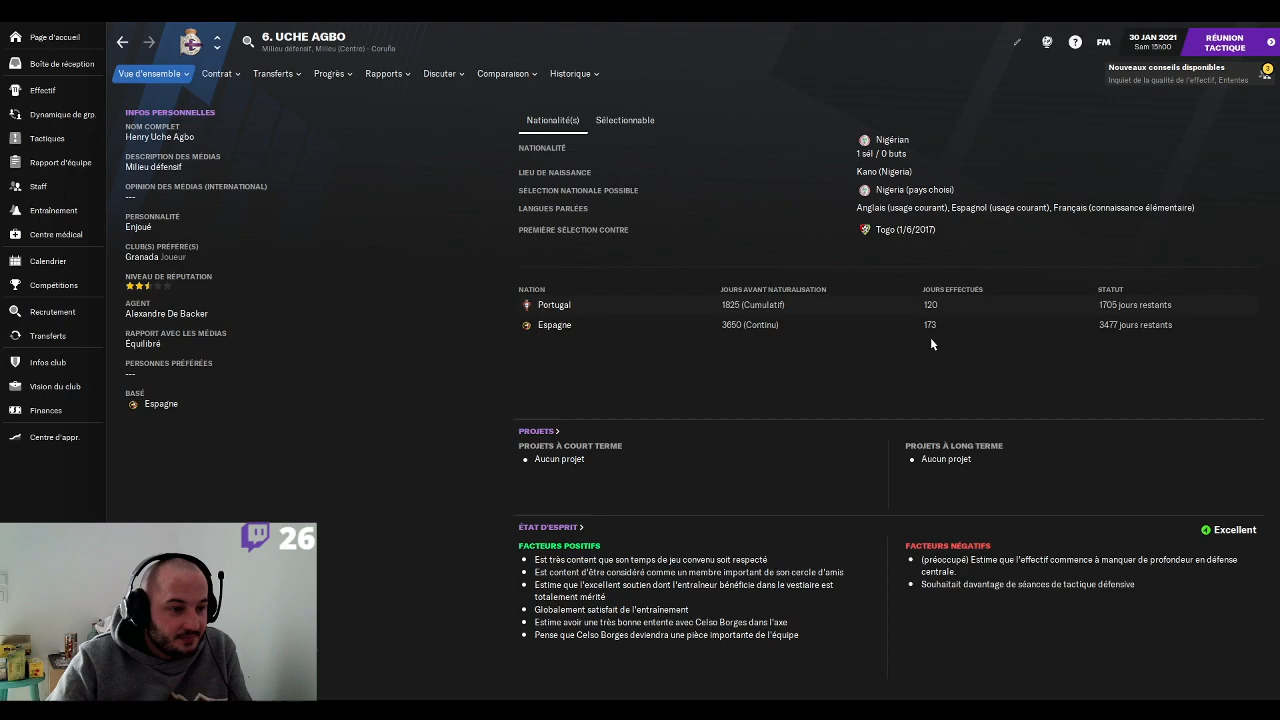 Page d'accueil
Boîte de réception
Effectif
Dynamique de grp.
Tactiques
Rapport d'équipe
Staff
Entraînement
Centre médical
Calendrier
Compétitions
Recrutement
Transferts
Infos club
Vision du club
Finances
Centre d'appr.
6. UCHE AGBO
Milieu défensif, Milieu (Centre) - Coruña
FM
30 JAN 2021
Sam 15h00
RÉUNION
TACTIQUE
Vue d'ensemble
Contrat
Transferts
Progrès
Rapports
Discuter
Comparaison
Historique
Nouveaux conseils disponibles
Inquiet de la qualité de l'effectif, Ententes
3
INFOS PERSONNELLES
NOM COMPLET
Henry Uche Agbo
DESCRIPTION DES MÉDIAS
Milieu défensif
OPINION DES MÉDIAS (INTERNATIONAL)
---
PERSONNALITÉ
Enjoué
CLUB(S) PRÉFÉRÉ(S)
Granada Joueur
NIVEAU DE RÉPUTATION
AGENT
Alexandre De Backer
RAPPORT AVEC LES MÉDIAS
Équilibré
PERSONNES PRÉFÉRÉES
---
BASÉ
Espagne
Nationalité(s)
Sélectionnable
NATIONALITÉ
Nigérian
1 sél / 0 buts
LIEU DE NAISSANCE
Kano (Nigeria)
SÉLECTION NATIONALE POSSIBLE
Nigeria (pays choisi)
LANGUES PARLÉES
Anglais (usage courant), Espagnol (usage courant), Français (connaissance élémentaire)
PREMIÈRE SÉLECTION CONTRE
Togo (1/6/2017)
NATION JOURS AVANT NATURALISATION JOURS EFFECTUÉS STATUT
Portugal 1825 (Cumulatif) 120 1705 jours restants
Espagne 3650 (Continu) 173 3477 jours restants
PROJETS
PROJETS À COURT TERME
Aucun projet
PROJETS À LONG TERME
Aucun projet
ÉTAT D'ESPRIT
Excellent
FACTEURS POSITIFS
Est très content que son temps de jeu convenu soit respecté
Est content d'être considéré comme un membre important de son cercle d'amis
Estime que l'excellent soutien dont l'entraîneur bénéficie dans le vestiaire est
totalement mérité
Globalement satisfait de l'entraînement
Estime avoir une très bonne entente avec Celso Borges dans l'axe
Pense que Celso Borges deviendra une pièce importante de l'équipe
FACTEURS NÉGATIFS
(préoccupé) Estime que l'effectif commence à manquer de profondeur en défense
centrale.
Souhaitait davantage de séances de tactique défensive
26